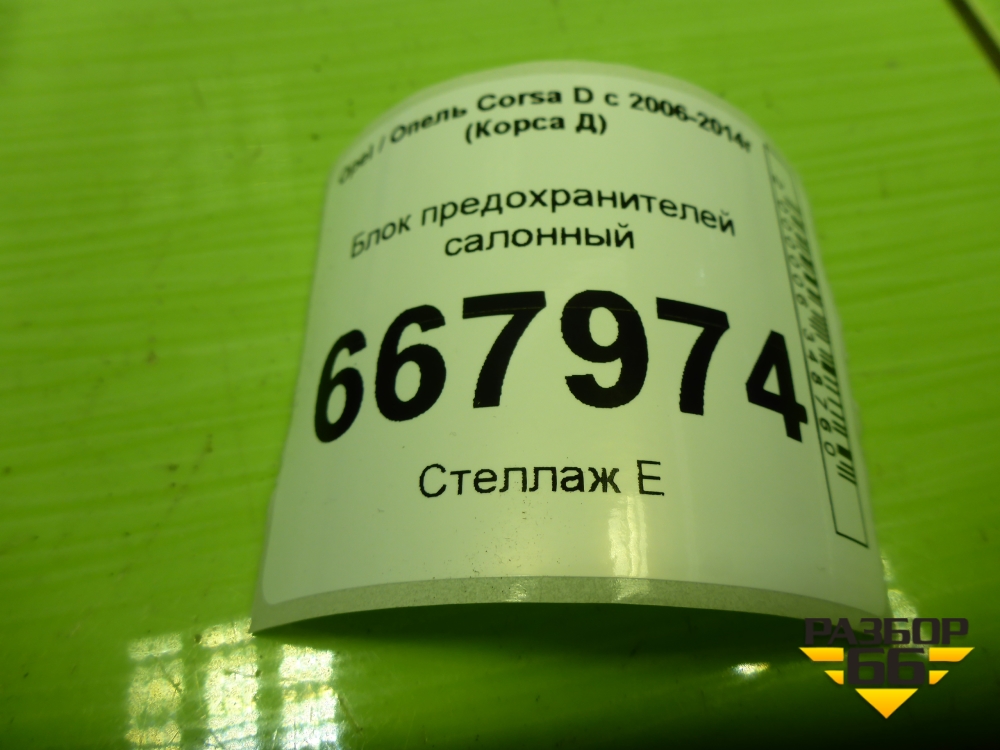 Opel / Опель Corsa D с 2006-2014г
(Корса Д)
Блок предохранителей
салонный
667974
Стеллаж Е
РАЗБОР
66